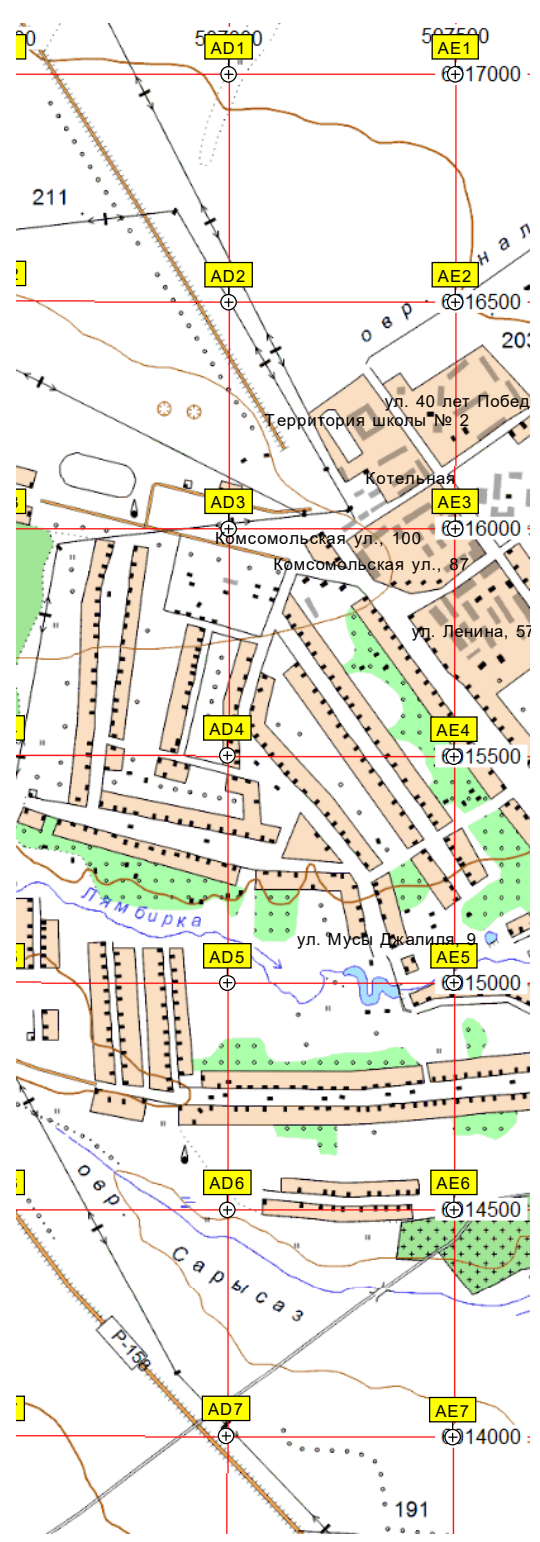 507000
507500
AD1
AE1
6017000
211
овр. нал
AD2
AE2
6016500
203
ул. 40 лет Побед
Территория школы № 2
Котельная
AD3
AE3
6016000
Комсомольская ул., 100
Комсомольская ул., 87
ул. Ленина, 57
AD4
AE4
6015500
Лямбирка
ул. Мусы Джалиля, 9
AD5
AE5
6015000
AD6
AE6
6014500
овр. Сарысаз
Р-158
AD7
AE7
6014000
191